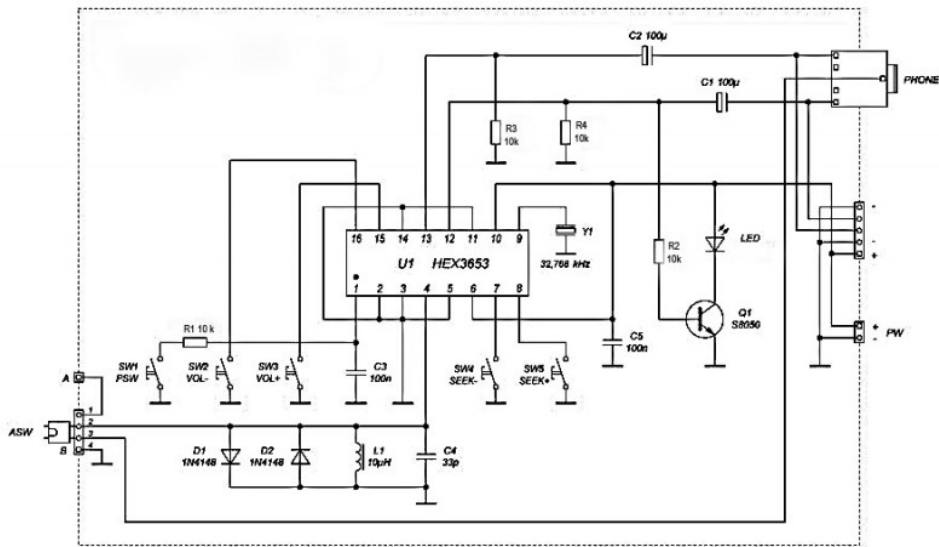 C2 100µ
C1 100µ
PHONE
R3
10k
R4
10k
16 15 14 13 12 11 10 9
U1 HEX3653
1 2 3 4 5 6 7 8
Y1
32,768 kHz
R2
10k
LED
-
-
+
Q1
S8050
+
PW
-
R1 10 k
C5
100n
SW1
PSW
SW2
VOL-
SW3
VOL+
C3
100n
SW4
SEEK-
SW5
SEEK+
A
1
2
3
4
ASW
B
D1
1N4148
D2
1N4148
L1
10µH
C4
33p